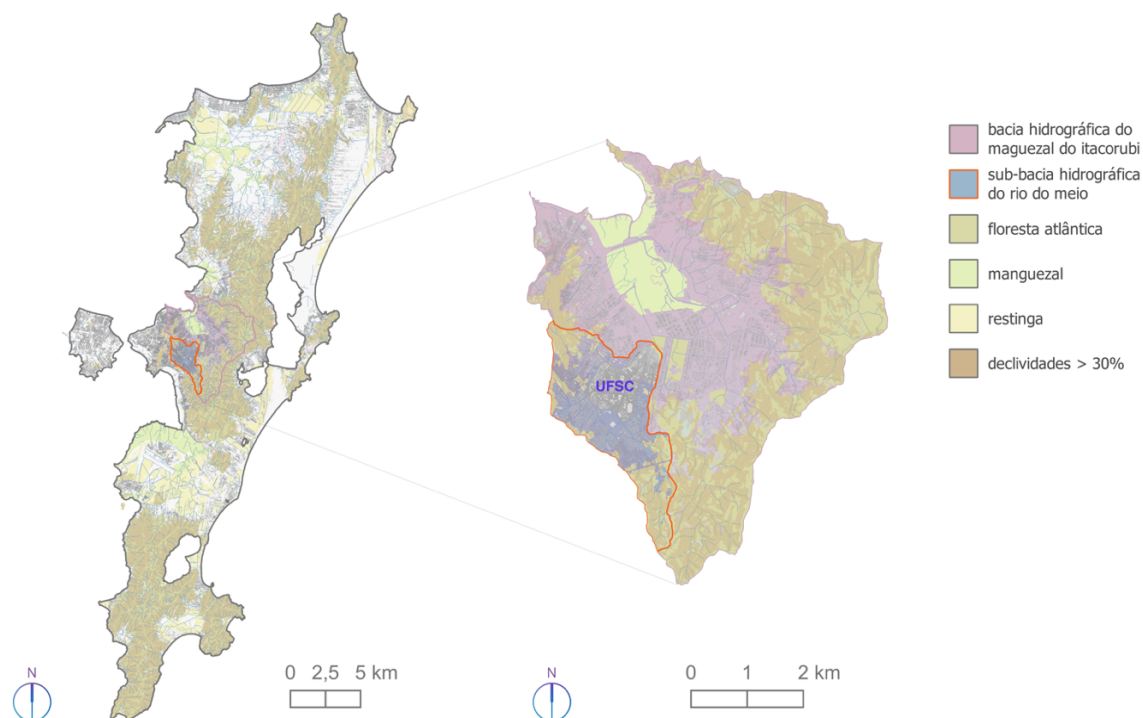 bacia hidrográfica do
maguezal do itacorubi
sub-bacia hidrográfica
do rio do meio
floresta atlântica
manguezal
restinga
declividades > 30%
UFSC
N
0 2,5 5 km
N
0 1 2 km